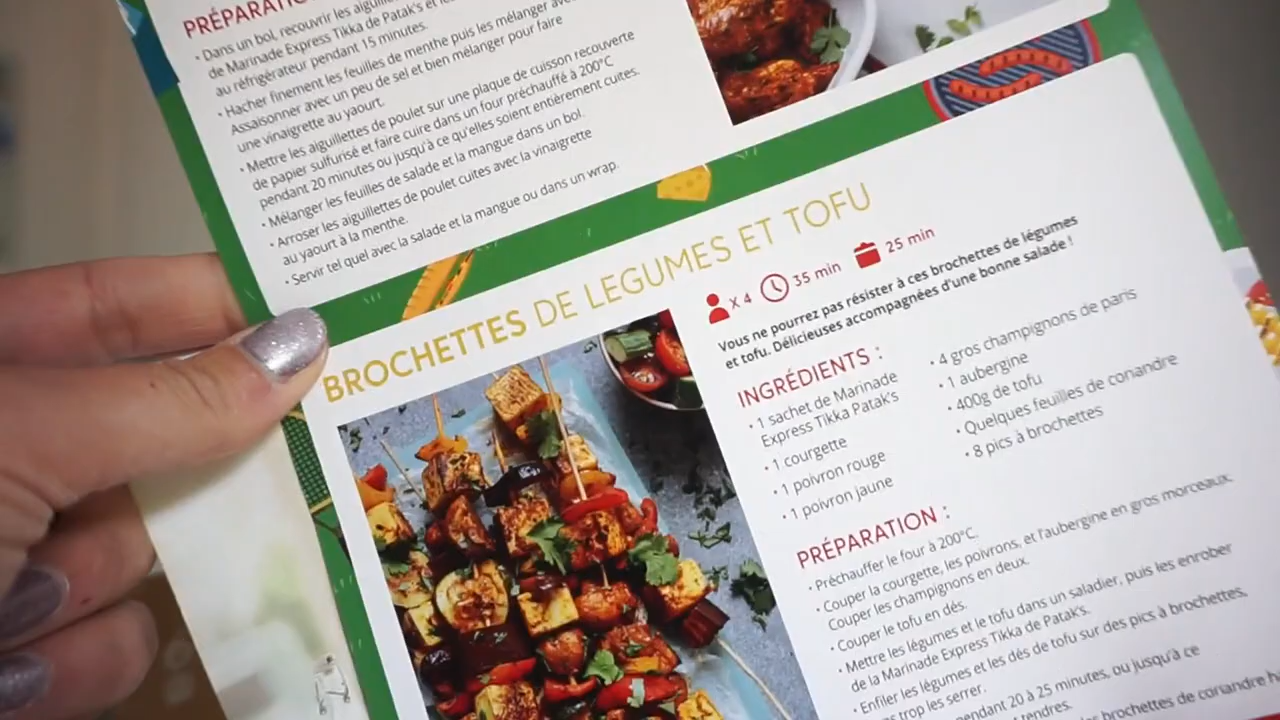 PRÉPARATIO
• Dans un bol, recouvrir les aiguill
de Marinade Express Tikka de Patak's et les
au réfrigérateur pendant 15 minutes.
• Hacher finement les feuilles de menthe puis les mélanger avec
Assaisonner avec un peu de sel et bien mélanger pour faire
une vinaigrette au yaourt.
• Mettre les aiguillettes de poulet sur une plaque de cuisson recouverte
de papier sulfurisé et faire cuire dans un four préchauffé à 200°C
pendant 20 minutes ou jusqu'à ce qu'elles soient entièrement cuites.
• Mélanger les feuilles de salade et la mangue dans un bol.
• Arroser les aiguillettes de poulet cuites avec la vinaigrette
au yaourt à la menthe.
• Servir tel quel avec la salade et la mangue ou dans un wrap.
BROCHETTES DE LEGUMES ET TOFU
X 4 35 min 25 min
Vous ne pourrez pas résister à ces brochettes de légumes
et tofu. Délicieuses accompagnées d'une bonne salade !
INGRÉDIENTS :
• 1 sachet de Marinade
Express Tikka Patak's
• 1 courgette
• 1 poivron rouge
• 1 poivron jaune
• 4 gros champignons de paris
• 1 aubergine
• 400g de tofu
• Quelques feuilles de coriandre
• 8 pics à brochettes
PRÉPARATION :
• Préchauffer le four à 200°C.
• Couper la courgette, les poivrons, et l'aubergine en gros morceaux.
Couper les champignons en deux.
• Couper le tofu en dés.
• Mettre les légumes et le tofu dans un saladier, puis les enrober
de la Marinade Express Tikka de Patak's.
• Enfiler les légumes et les dés de tofu sur des pics à brochettes,
trop les serrer.
pendant 20 à 25 minutes, ou jusqu'à ce
tendres.
brochettes de coriandre